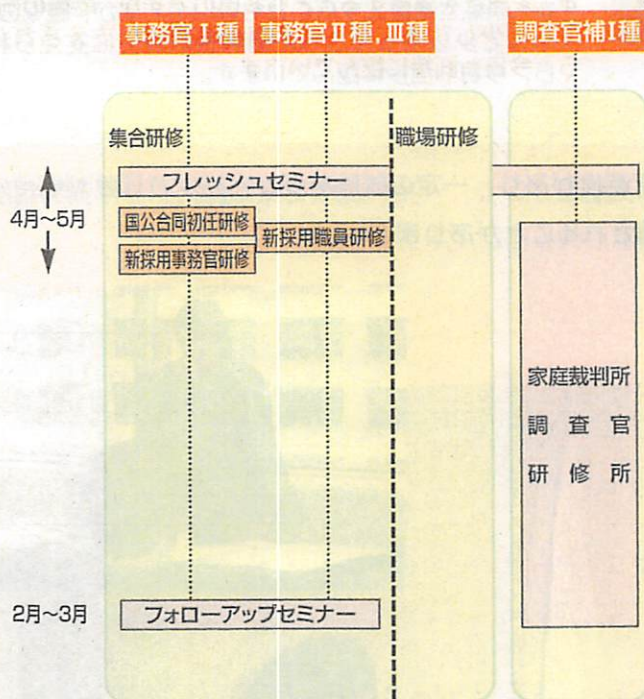 事務官Ⅰ種 事務官Ⅱ種,Ⅲ種 調査官補Ⅰ種
集合研修 職場研修
フレッシュセミナー
4月〜5月
国公合同初任研修
新採用職員研修
新採用事務官研修
家庭裁判所
調査官
研修所
2月〜3月 フォローアップセミナー